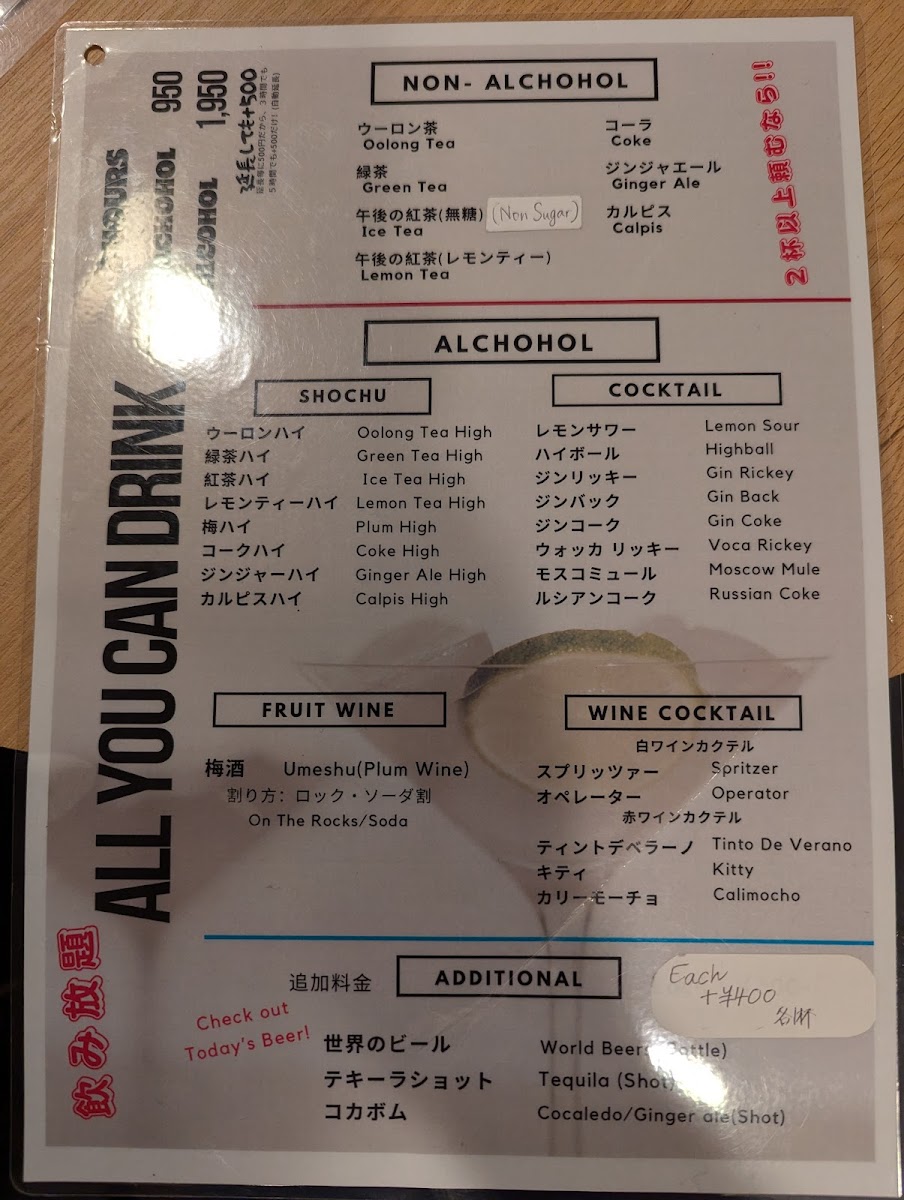 NON- ALCHOHOL
ウーロン茶
Oolong Tea
緑茶
Green Tea
午後の紅茶(無糖) (Non Sugar)
Ice Tea
午後の紅茶(レモンティー)
Lemon Tea
コーラ
Coke
ジンジャエール
Ginger Ale
カルピス
Calpis
2杯以上頼むなら!!
950
1,950
延長しても+500
5時間でも+500だけ! (自動延長)
ALL YOU CAN DRINK
飲み放題
ALCHOHOL
SHOCHU
ウーロンハイ Oolong Tea High
緑茶ハイ Green Tea High
紅茶ハイ Ice Tea High
レモンティーハイ Lemon Tea High
梅ハイ Plum High
コークハイ Coke High
ジンジャーハイ Ginger Ale High
カルピスハイ Calpis High
COCKTAIL
レモンサワー Lemon Sour
ハイボール Highball
ジンリッキー Gin Rickey
ジンバック Gin Back
ジンコーク Gin Coke
ウォッカ リッキー Voca Rickey
モスコミュール Moscow Mule
ルシアンコーク Russian Coke
FRUIT WINE
梅酒 Umeshu(Plum Wine)
割り方: ロック・ソーダ割
On The Rocks/Soda
WINE COCKTAIL
白ワインカクテル
スプリッツァー Spritzer
オペレーター Operator
赤ワインカクテル
ティントデベラーノ Tinto De Verano
キティ Kitty
カリーモーチョ Calimocho
追加料金 ADDITIONAL
Each
+¥400
Check out
Today's Beer!
世界のビール World Beers (Bottle)
テキーラショット Tequila (Shot)
コカボム Cocaledo/Ginger ale(Shot)